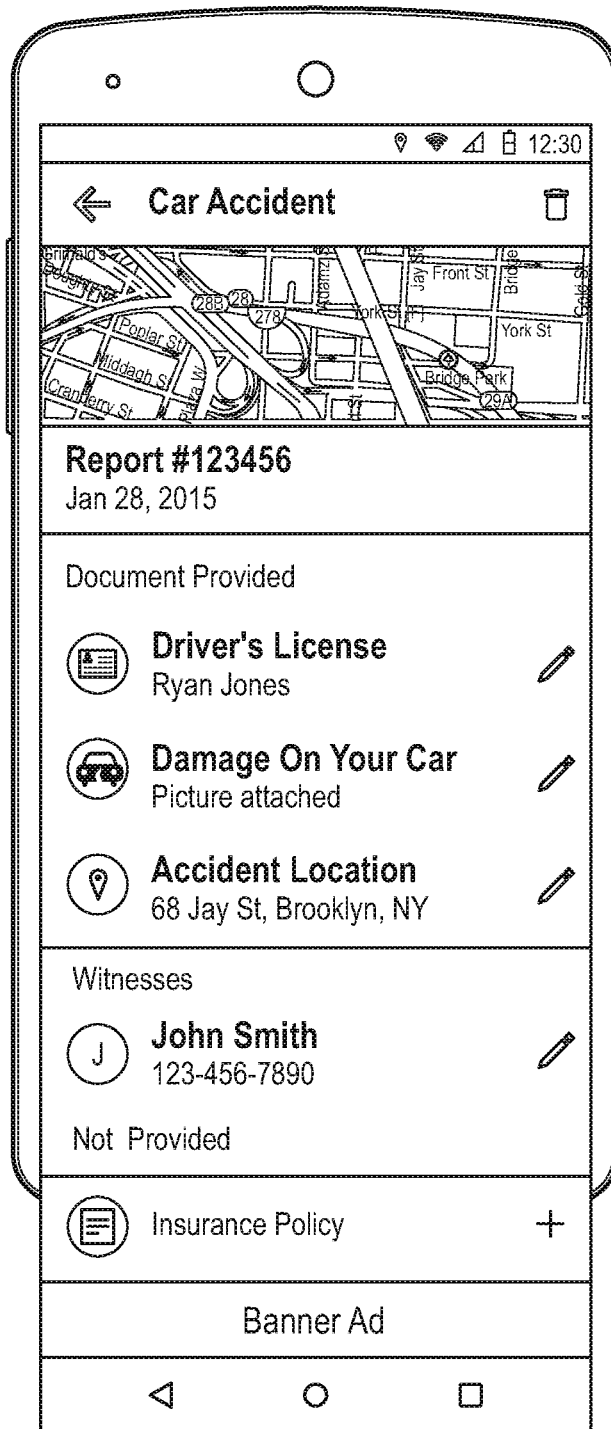 12:30
Car Accident
Front St
Jay St
Bridge
28B
28
278
York St
York St
Poplar St
Middagh S
Bridge Park
Cranberry St
29A
Report #123456
Jan 28, 2015
Document Provided
Driver's License
Ryan Jones
Damage On Your Car
Picture attached
Accident Location
68 Jay St, Brooklyn, NY
Witnesses
J
John Smith
123-456-7890
Not Provided
Insurance Policy
Banner Ad